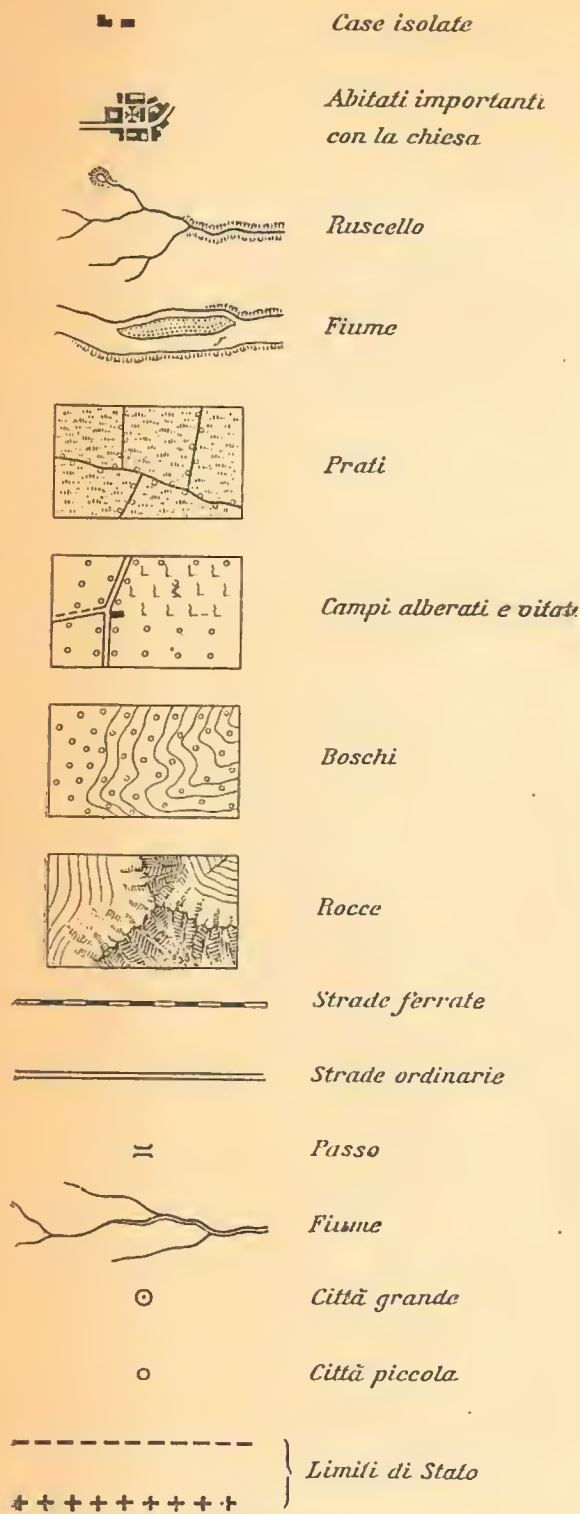 Case isolate
Abitati importanti
con la chiesa
Ruscello
Fiume
Prati
Campi alberati e vitat
Boschi
Rocce
Strade ferrate
Strade ordinarie
Passo
Fiume
Città grande
Città piccola
Limiti di Stato